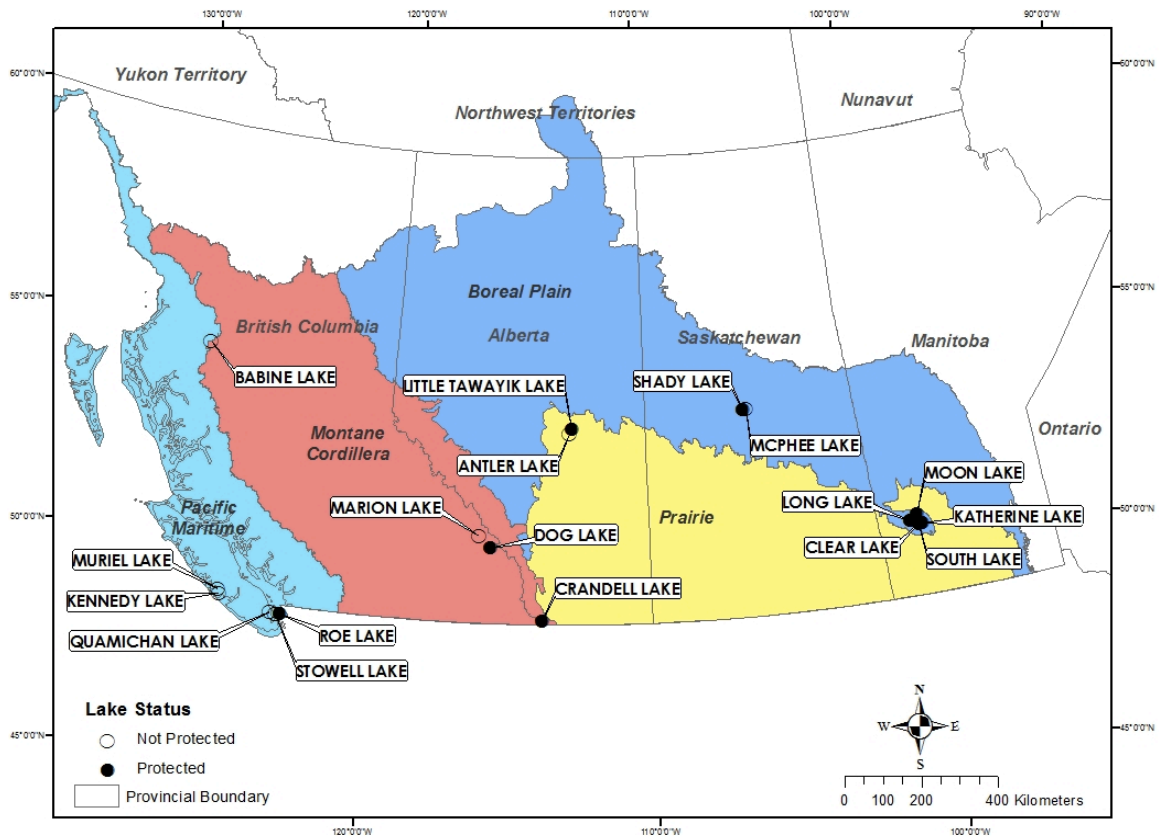 130°0'0"W
120°0'0"W
110°0'0"W
100°0'0"W
90°0'0"W
60°0'0"N
60°0'0"N
Yukon Territory
Northwest Territories
Nunavut
55°0'0"N
55°0'0"N
Boreal Plain
British Columbia
Alberta
Saskatchewan
Manitoba
BABINE LAKE
LITTLE TAWAYIK LAKE
SHADY LAKE
Montane
Cordillera
Ontario
MCPHEE LAKE
ANTLER LAKE
MOON LAKE
MARION LAKE
LONG LAKE
Pacific
Maritime
Prairie
50°0'0"N
50°0'0"N
KATHERINE LAKE
DOG LAKE
CLEAR LAKE
SOUTH LAKE
MURIEL LAKE
CRANDELL LAKE
KENNEDY LAKE
QUAMICHAN LAKE
ROE LAKE
STOWELL LAKE
Lake Status
Not Protected
Protected
Provincial Boundary
N
W
E
S
45°0'0"N
45°0'0"N
0 100 200 400 Kilometers
120°0'0"W
110°0'0"W
100°0'0"W